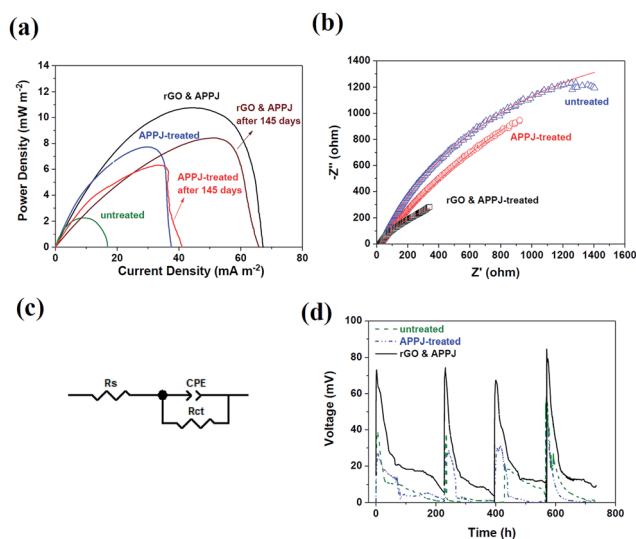 (a)
Power Density (mW m⁻²)
14
12
10
8
6
4
2
0
0
20
40
60
80
Current Density (mA m⁻²)
rGO & APPJ
rGO & APPJ
after 145 days
APPJ-treated
APPJ-treated
after 145 days
untreated
(b)
-Z'' (ohm)
1400
1200
1000
800
600
400
200
0
0 200 400 600 800 1000 1200 1400 1600
Z' (ohm)
untreated
APPJ-treated
rGO & APPJ-treated
(c)
Rs
CPE
Rct
(d)
Voltage (mV)
100
80
60
40
20
0
0
200
400
600
800
Time (h)
untreated
APPJ-treated
rGO & APPJ